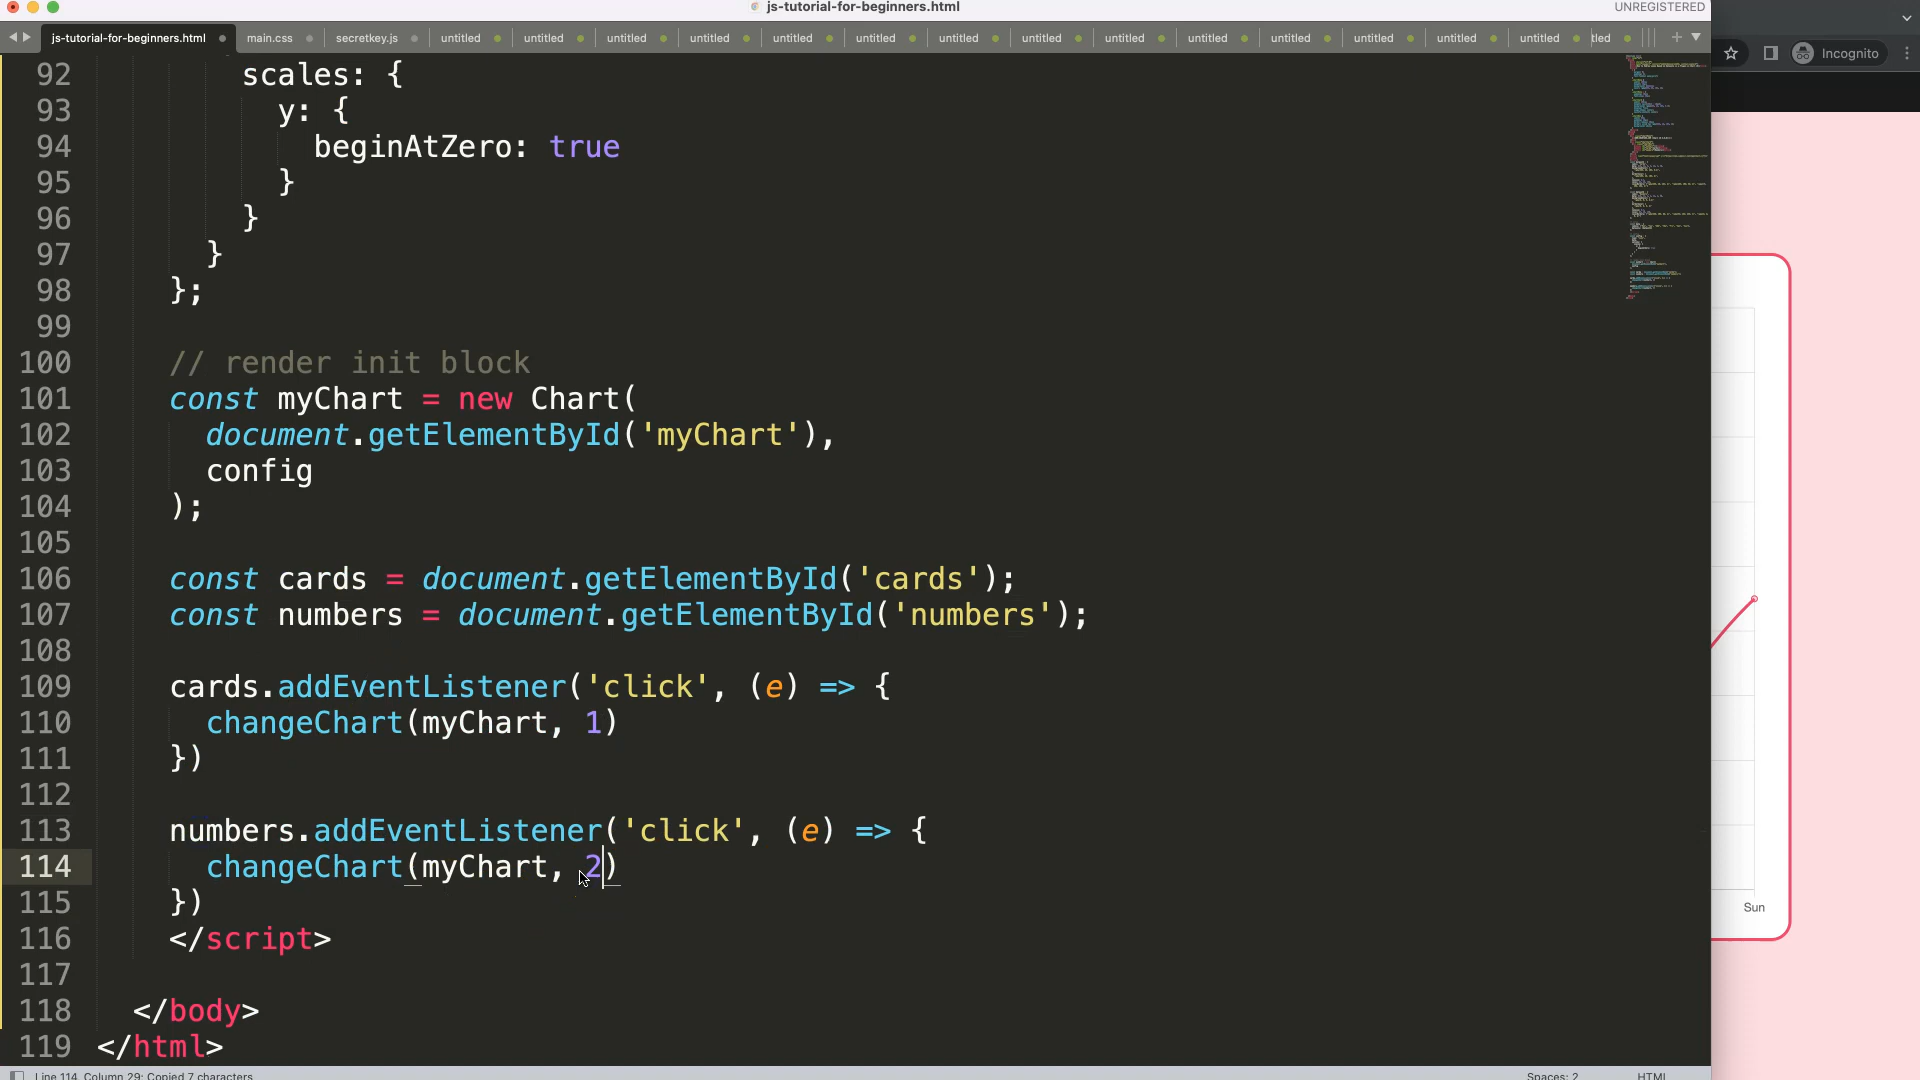 js-tutorial-for-beginners.html
UNREGISTERED
js-tutorial-for-beginners.html main.css secretkey.js untitled untitled untitled untitled untitled untitled untitled untitled untitled untitled untitled untitled untitled untitled tled
Incognito
92 scales: {
93 y: {
94 beginAtZero: true
95 }
96 }
97 }
98 };
99
100 // render init block
101 const myChart = new Chart(
102 document.getElementById('myChart'),
103 config
104 );
105
106 const cards = document.getElementById('cards');
107 const numbers = document.getElementById('numbers');
108
109 cards.addEventListener('click', (e) => {
110 changeChart(myChart, 1)
111 })
112
113 numbers.addEventListener('click', (e) => {
114 changeChart(myChart, 2)
115 })
116 </script>
117
118 </body>
119 </html>
Sun
Line 114, Column 29; Copied 7 characters
Spaces: 2
HTML